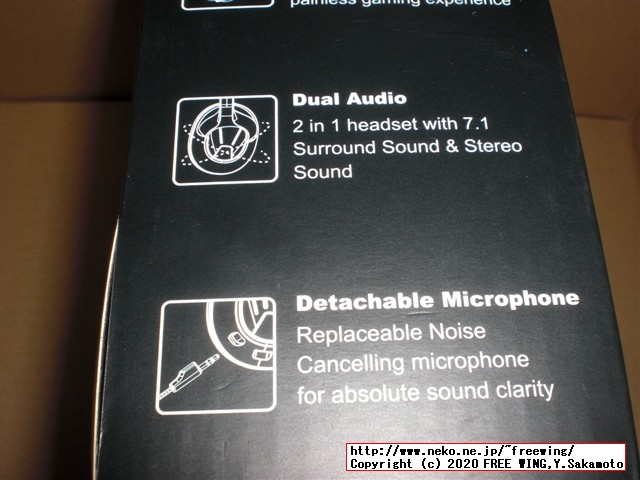 painless gaming experience
Dual Audio
2 in 1 headset with 7.1
Surround Sound & Stereo
Sound
Detachable Microphone
Replaceable Noise
Cancelling microphone
for absolute sound clarity
http://www.neko.ne.jp/~freewing/
Copyright (c) 2020 FREE WING,Y.Sakamoto